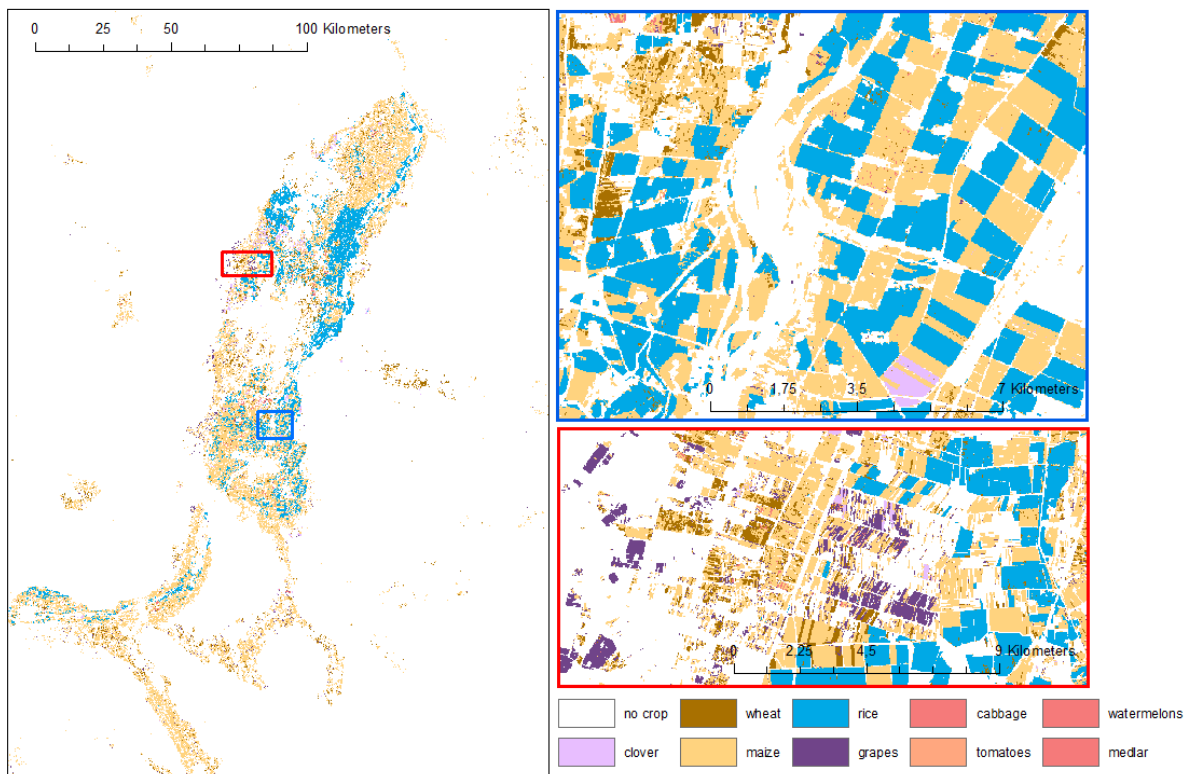 0 25 50 100 Kilometers
0 1.75 3.5 7 Kilometers
0 2.25 4.5 9 Kilometers
no crop wheat rice cabbage watermelons
clover maize grapes tomatoes medlar